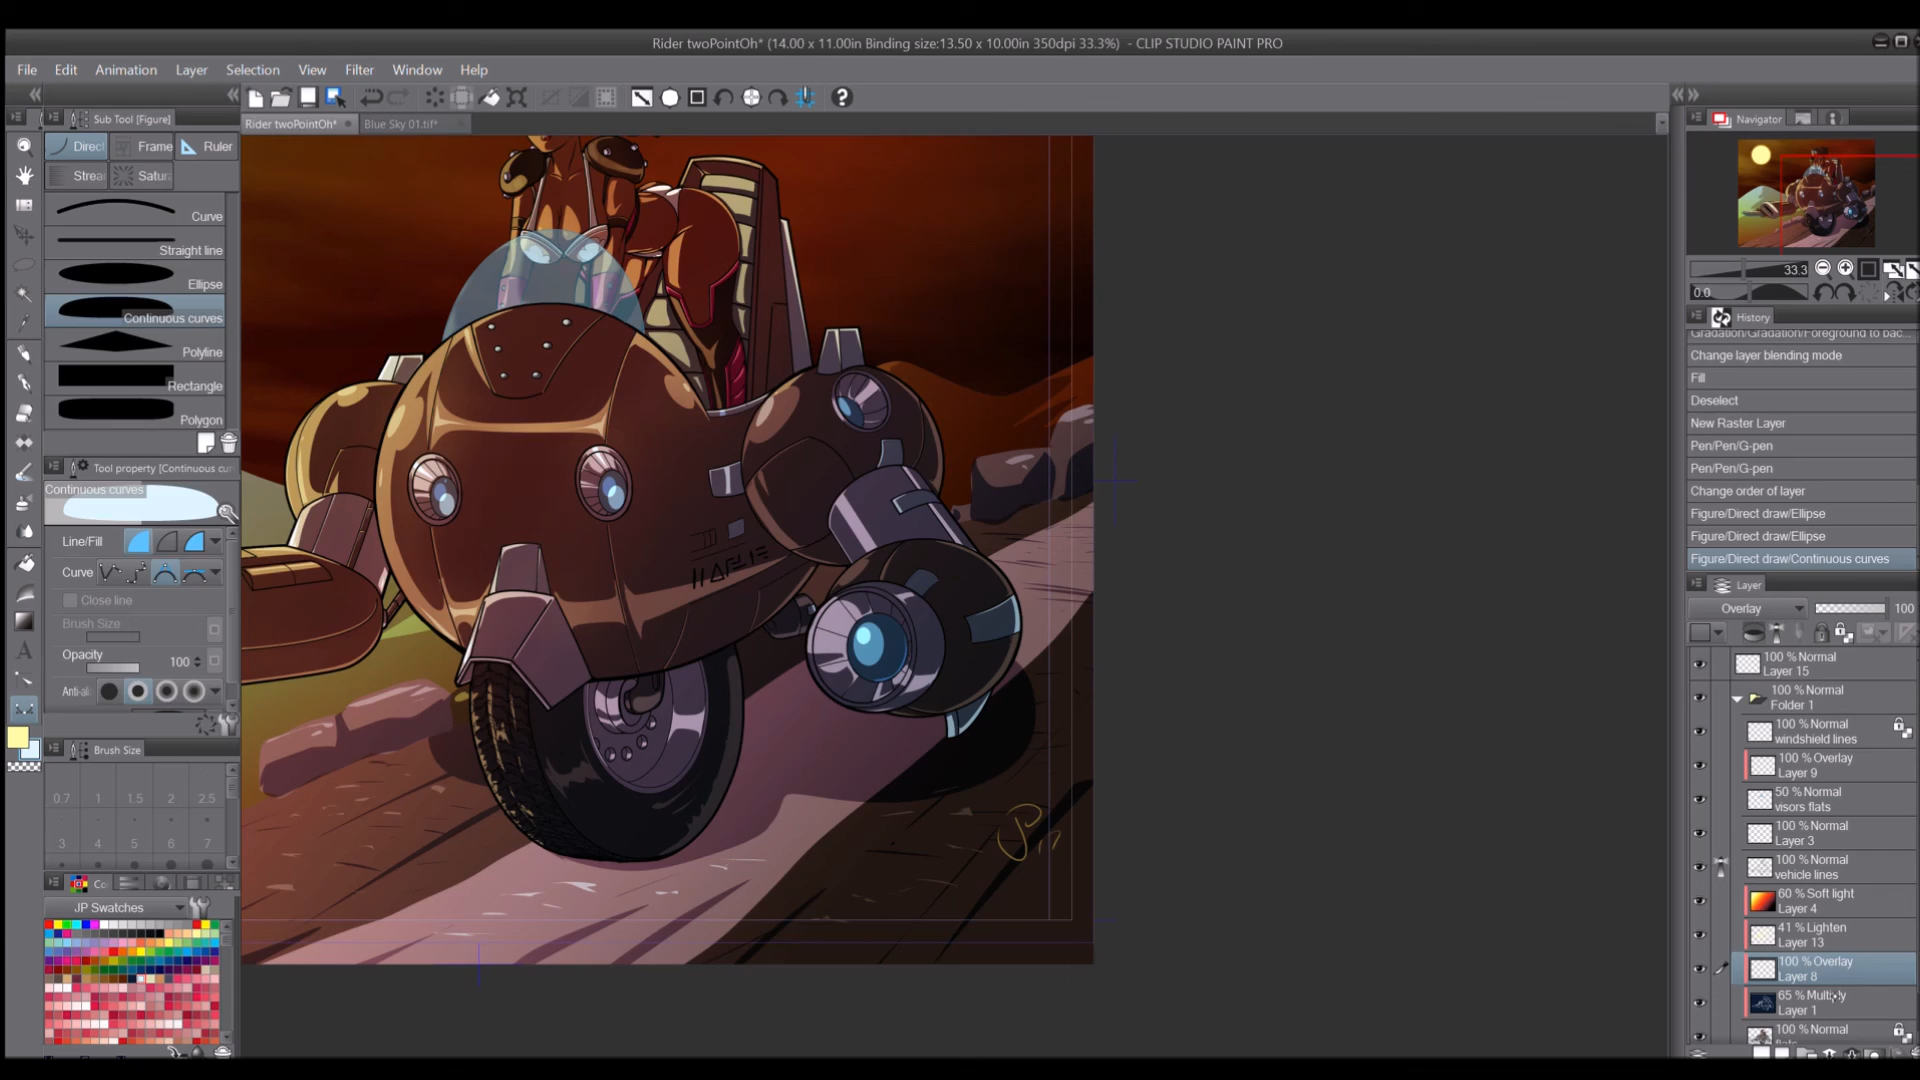 Rider twoPointOh* (14.00 x 11.00in Binding size:13.50 x 10.00in 350dpi 33.3%) - CLIP STUDIO PAINT PRO
File Edit Animation Layer Selection View Filter Window Help
Sub Tool [Figure]
Rider twoPointOh*
Blue Sky 01.tif*
Navigator
Direct
Frame
Ruler
Strea
Satura
Curve
Straight line
Ellipse
Continuous curves
Polyline
Rectangle
Polygon
Tool property [Continuous cur
Continuous curves
Line/Fill
Curve
Close line
Brush Size
Opacity 100
Anti-ali
Brush Size
0.7 1 1.5 2 2.5
3 4 5 6 7
Co
JP Swatches
33.3
0.0
History
Gradation/Gradation/Foreground to bac...
Change layer blending mode
Fill
Deselect
New Raster Layer
Pen/Pen/G-pen
Pen/Pen/G-pen
Change order of layer
Figure/Direct draw/Ellipse
Figure/Direct draw/Ellipse
Figure/Direct draw/Continuous curves
Layer
Overlay 100
100 % Normal
Layer 15
100 % Normal
Folder 1
100 % Normal
windshield lines
100 % Overlay
Layer 9
50 % Normal
visors flats
100 % Normal
Layer 3
100 % Normal
vehicle lines
60 % Soft light
Layer 4
41 % Lighten
Layer 13
100 % Overlay
Layer 8
65 % Multiply
Layer 1
100 % Normal